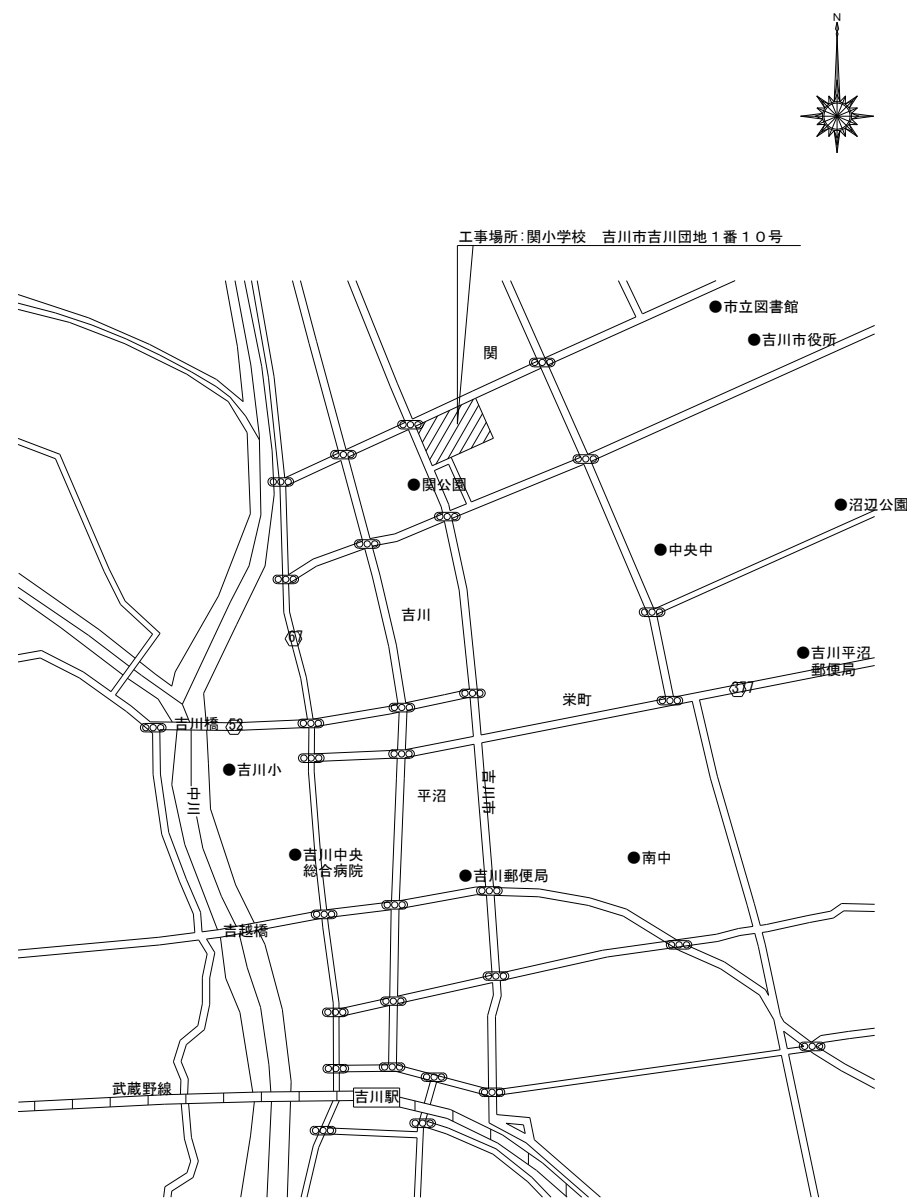 N
工事場所：関小学校　吉川市吉川団地１番１０号
●市立図書館
関
●吉川市役所
●関公園
●沼辺公園
●中央中
吉川
67
●吉川平沼
郵便局
377
栄町
吉川橋
52
●吉川小
吉川市
中川
平沼
●吉川中央
総合病院
●南中
●吉川郵便局
吉越橋
武蔵野線
吉川駅